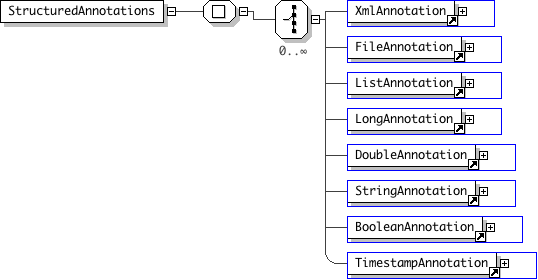 StructuredAnnotations
0..∞
XmlAnnotation
FileAnnotation
ListAnnotation
LongAnnotation
DoubleAnnotation
StringAnnotation
BooleanAnnotation
TimestampAnnotation